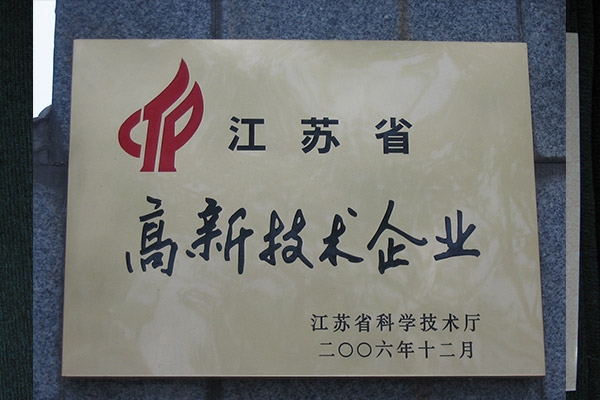 江苏省
高新技术企业
江苏省科学技术厅
二〇〇六年十二月